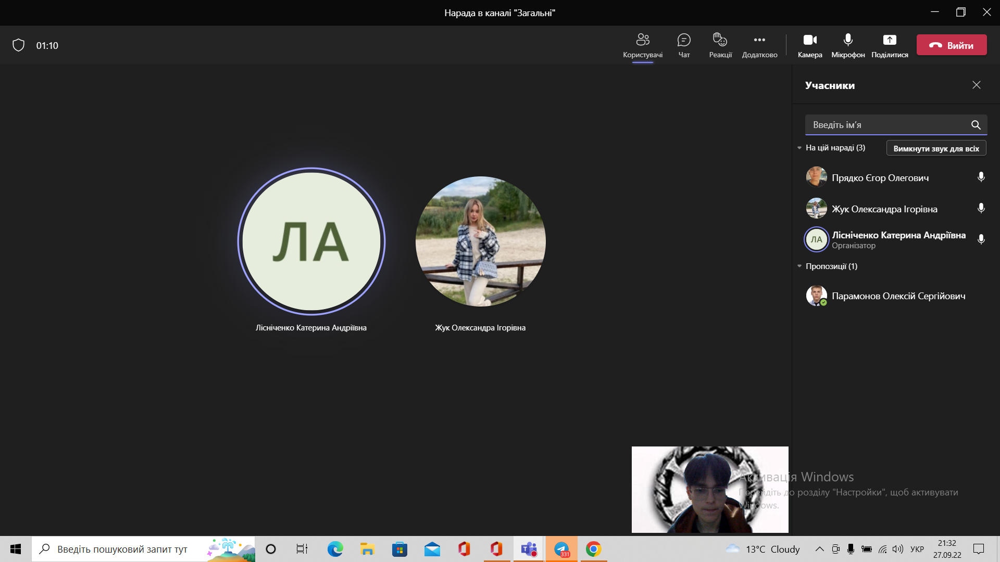 Нарада в каналі "Загальні"
01:10
Користувачі
Чат
Реакції
Додатково
Камера
Мікрофон
Поділитися
Вийти
Учасники
Введіть ім’я
На цій нараді (3)
Вимкнути звук для всіх
Прядко Єгор Олегович
Жук Олександра Ігорівна
ЛА
Лісніченко Катерина Андріївна
Організатор
Пропозиції (1)
Парамонов Олексій Сергійович
ЛА
Лісніченко Катерина Андріївна
Жук Олександра Ігорівна
Активація Windows
Перейдіть до розділу "Настройки", щоб активувати
Windows.
Введіть пошуковий запит тут
331
13°C Cloudy
УКР
21:32
27.09.22